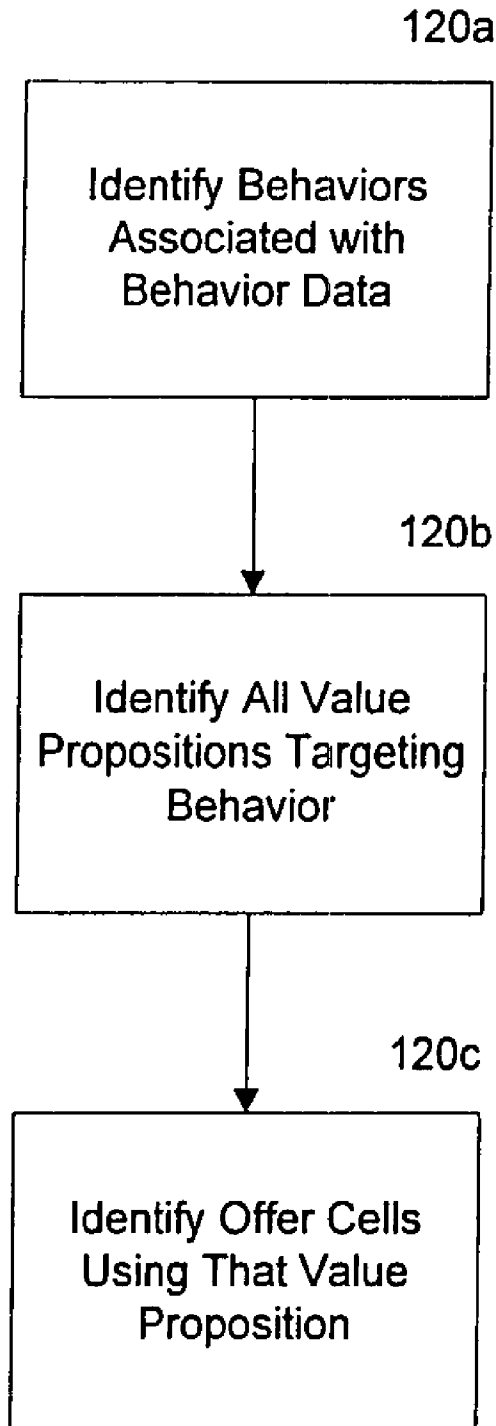 120a
Identify Behaviors
Associated with
Behavior Data
120b
Identify All Value
Propositions Targeting
Behavior
120c
Identify Offer Cells
Using That Value
Proposition